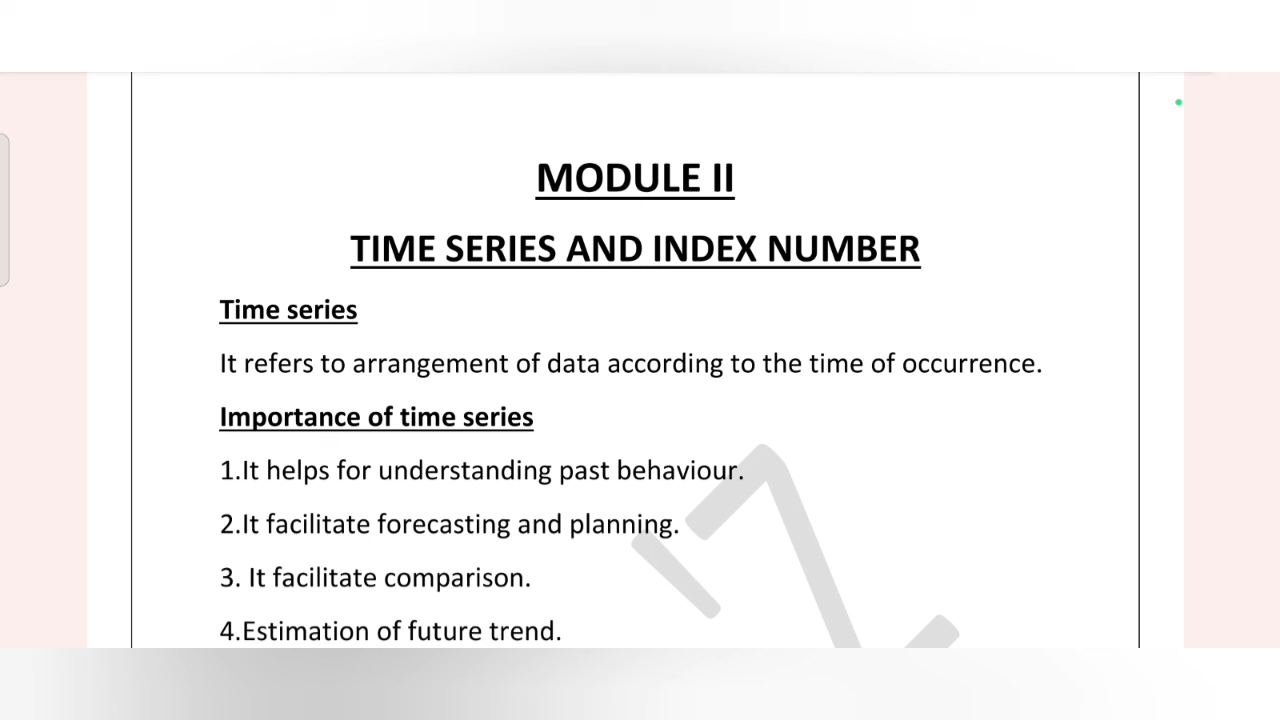 MODULE II
TIME SERIES AND INDEX NUMBER
Time series
It refers to arrangement of data according to the time of occurrence.
Importance of time series
1.It helps for understanding past behaviour.
2.It facilitate forecasting and planning.
3. It facilitate comparison.
4.Estimation of future trend.